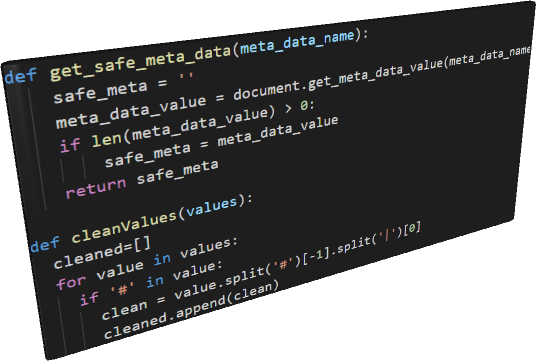 def get_safe_meta_data(meta_data_name):
    safe_meta = ''
    meta_data_value = document.get_meta_data_value(meta_data_name
    if len(meta_data_value) > 0:
        safe_meta = meta_data_value
    return safe_meta
def cleanValues(values):
    cleaned=[]
    for value in values:
        if '#' in value:
            clean = value.split('#')[-1].split('|')[0]
            cleaned.append(clean)